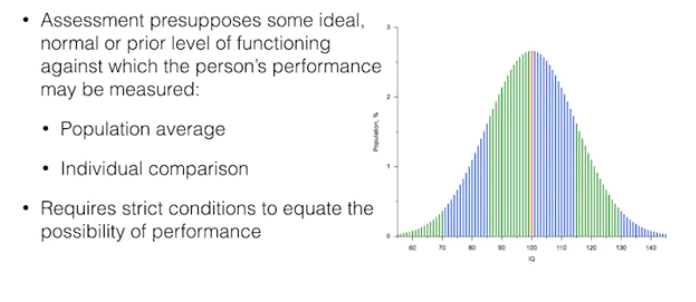 • Assessment presupposes some ideal,
normal or prior level of functioning
against which the person's performance
may be measured:
• Population average
• Individual comparison
• Requires strict conditions to equate the
possibility of performance
3
2
1
0
Population, %
60 70 80 90 100 110 120 130 140
IQ